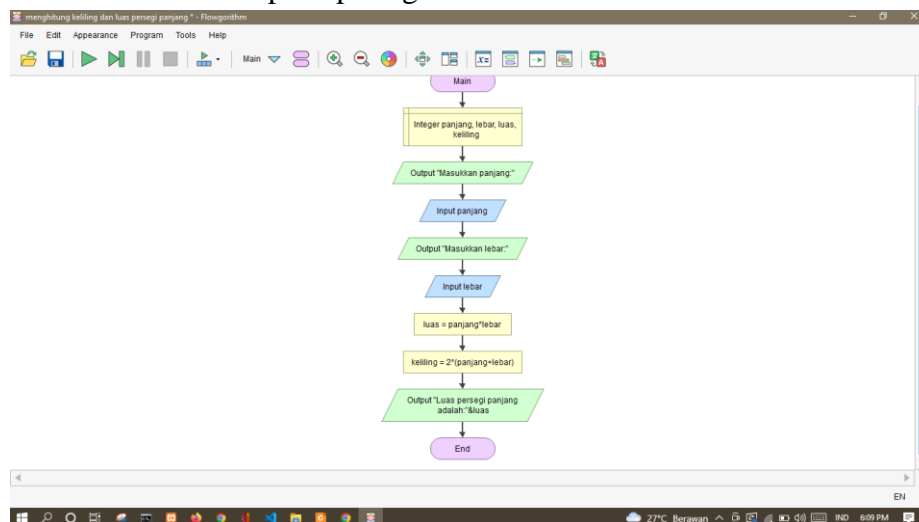 menghitung keliling dan luas persegi panjang * - Flowgorithm
File Edit Appearance Program Tools Help
Main
Main
Integer panjang, lebar, luas,
keliling
Output "Masukkan panjang:"
Input panjang
Output "Masukkan lebar:"
Input lebar
luas = panjang*lebar
keliling = 2*(panjang+lebar)
Output "Luas persegi panjang
adalah:"&luas
End
EN
27°C Berawan IND 6:09 PM